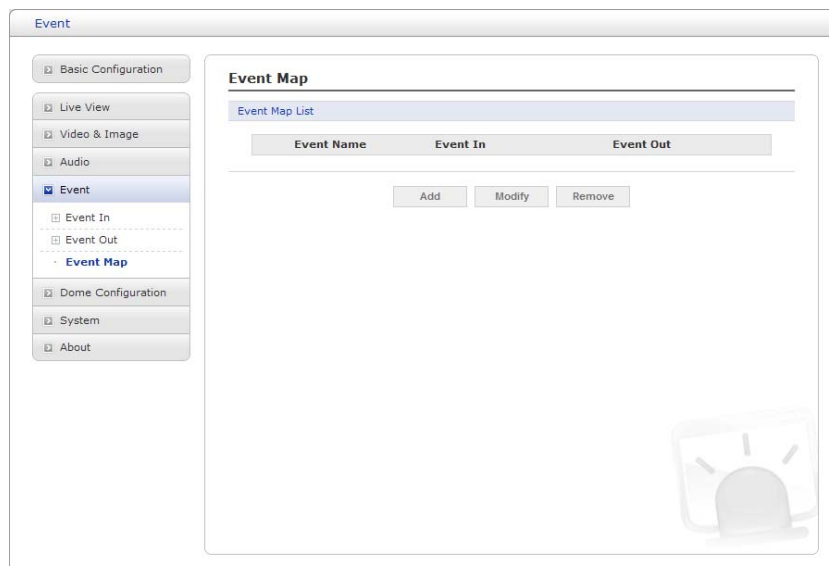 Event
Basic Configuration
Live View
Video & Image
Audio
Event
Event In
Event Out
Event Map
Dome Configuration
System
About
Event Map
Event Map List
Event Name Event In Event Out
Add Modify Remove